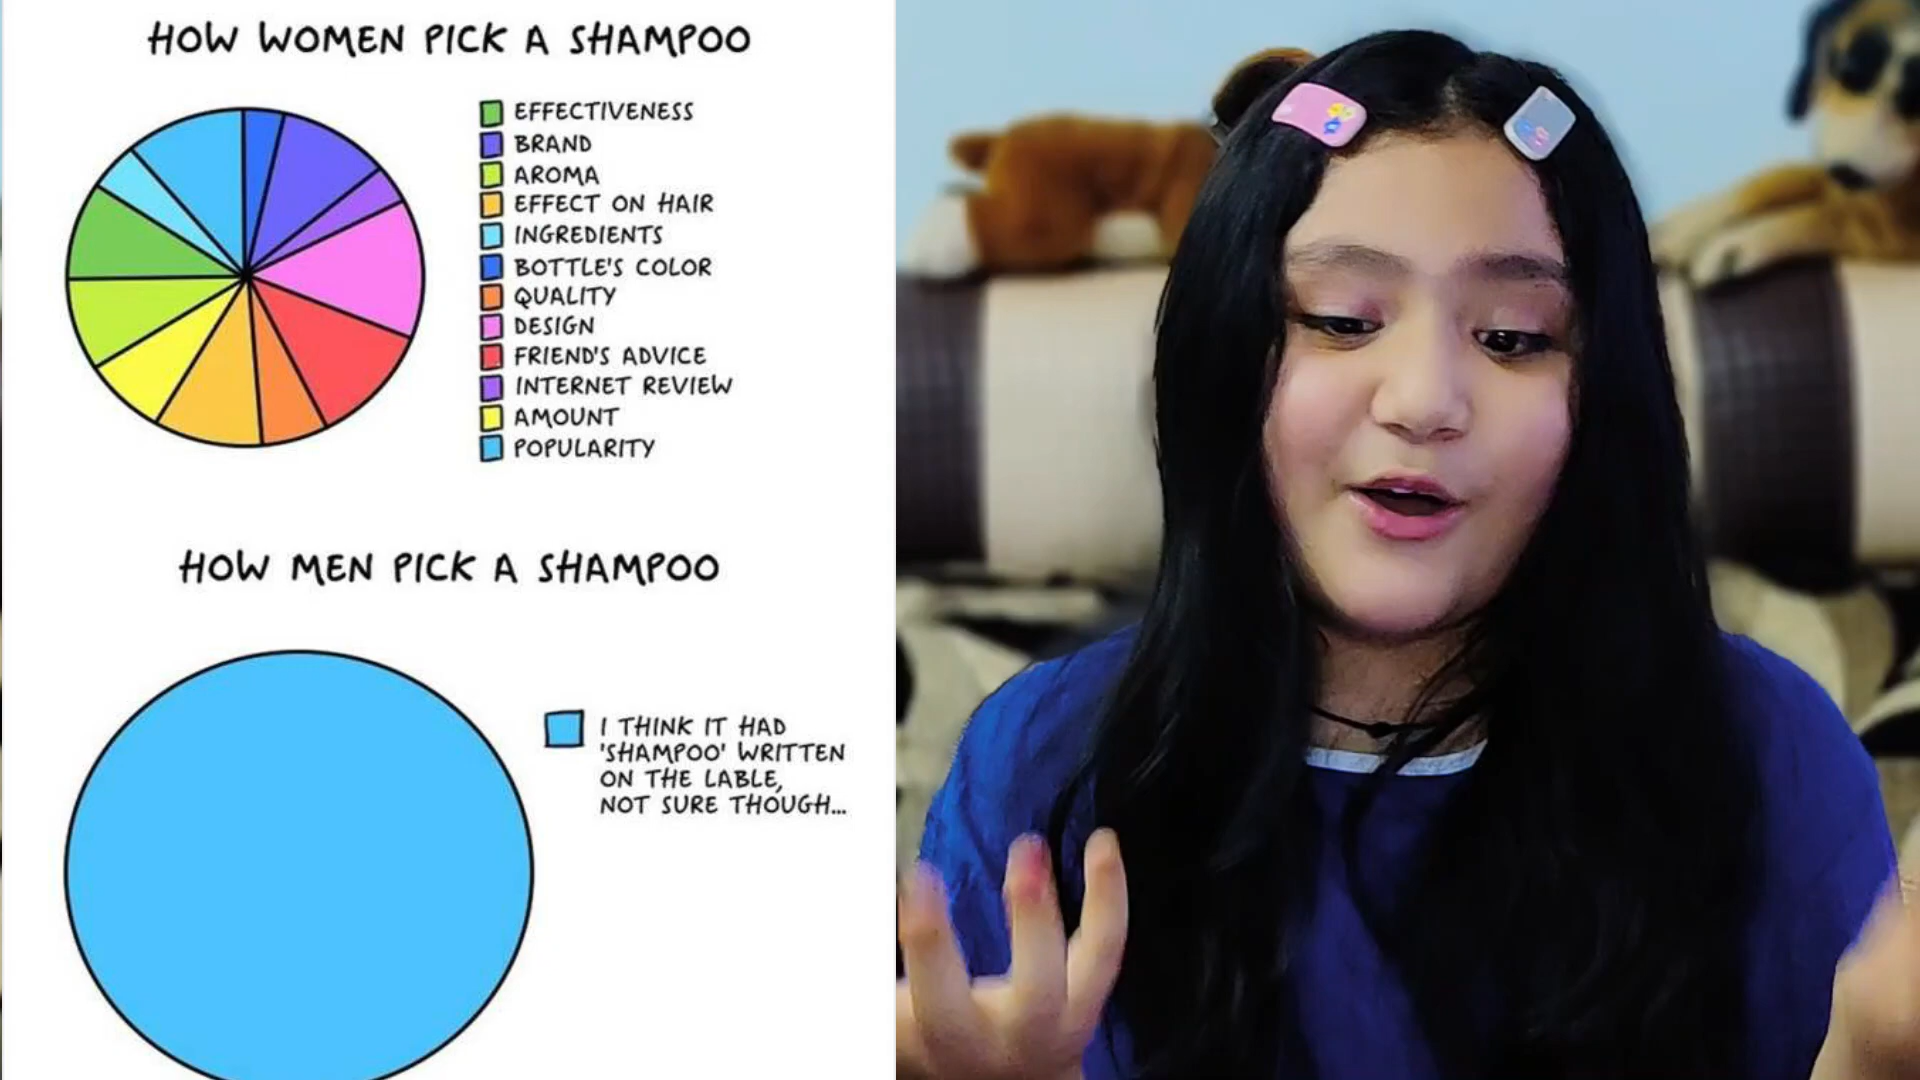 HOW WOMEN PICK A SHAMPOO
EFFECTIVENESS
BRAND
AROMA
EFFECT ON HAIR
INGREDIENTS
BOTTLE'S COLOR
QUALITY
DESIGN
FRIEND'S ADVICE
INTERNET REVIEW
AMOUNT
POPULARITY
HOW MEN PICK A SHAMPOO
I THINK IT HAD
'SHAMPOO' WRITTEN
ON THE LABLE,
NOT SURE THOUGH...